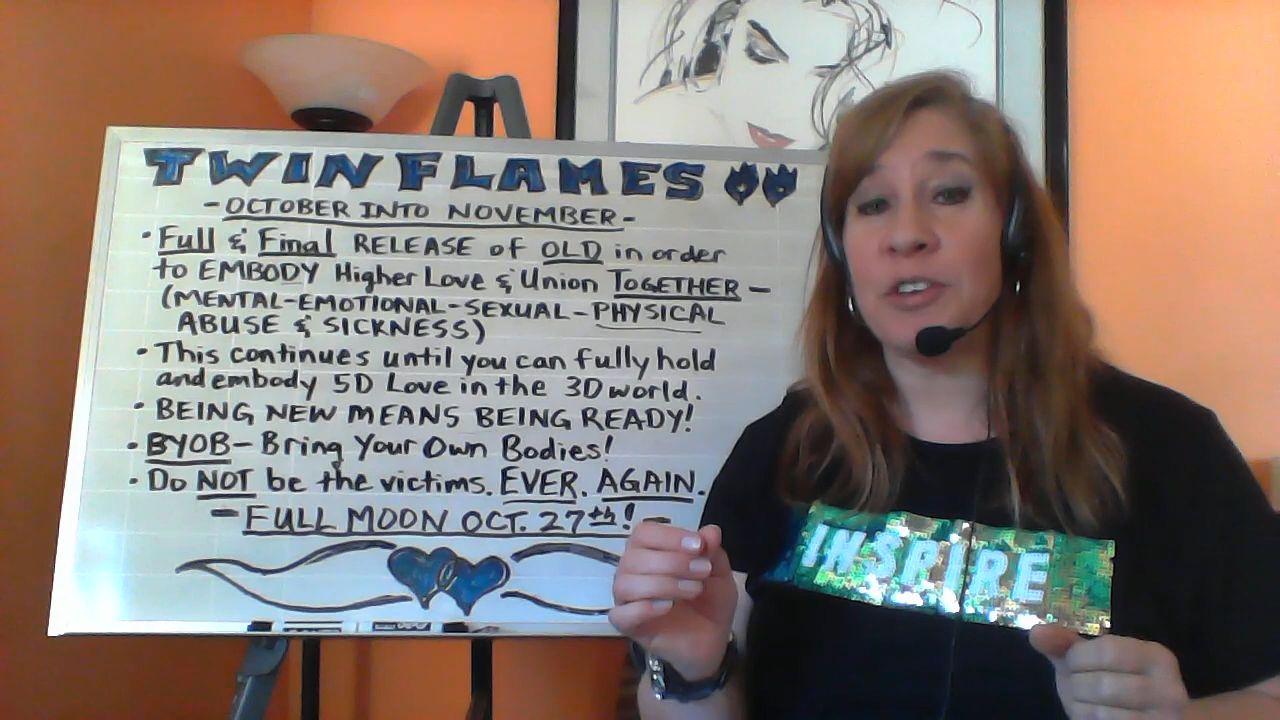 TWIN FLAMES
- OCTOBER INTO NOVEMBER -
• Full & Final RELEASE of OLD in order
to EMBODY Higher Love & Union TOGETHER -
(MENTAL-EMOTIONAL-SEXUAL-PHYSICAL
ABUSE & SICKNESS)
• This continues until you can fully hold
and embody 5D Love in the 3D world.
• BEING NEW MEANS BEING READY!
• BYOB - Bring Your Own Bodies!
• Do NOT be the victims. EVER. AGAIN.
- FULL MOON OCT. 27th! -
INSPIRE